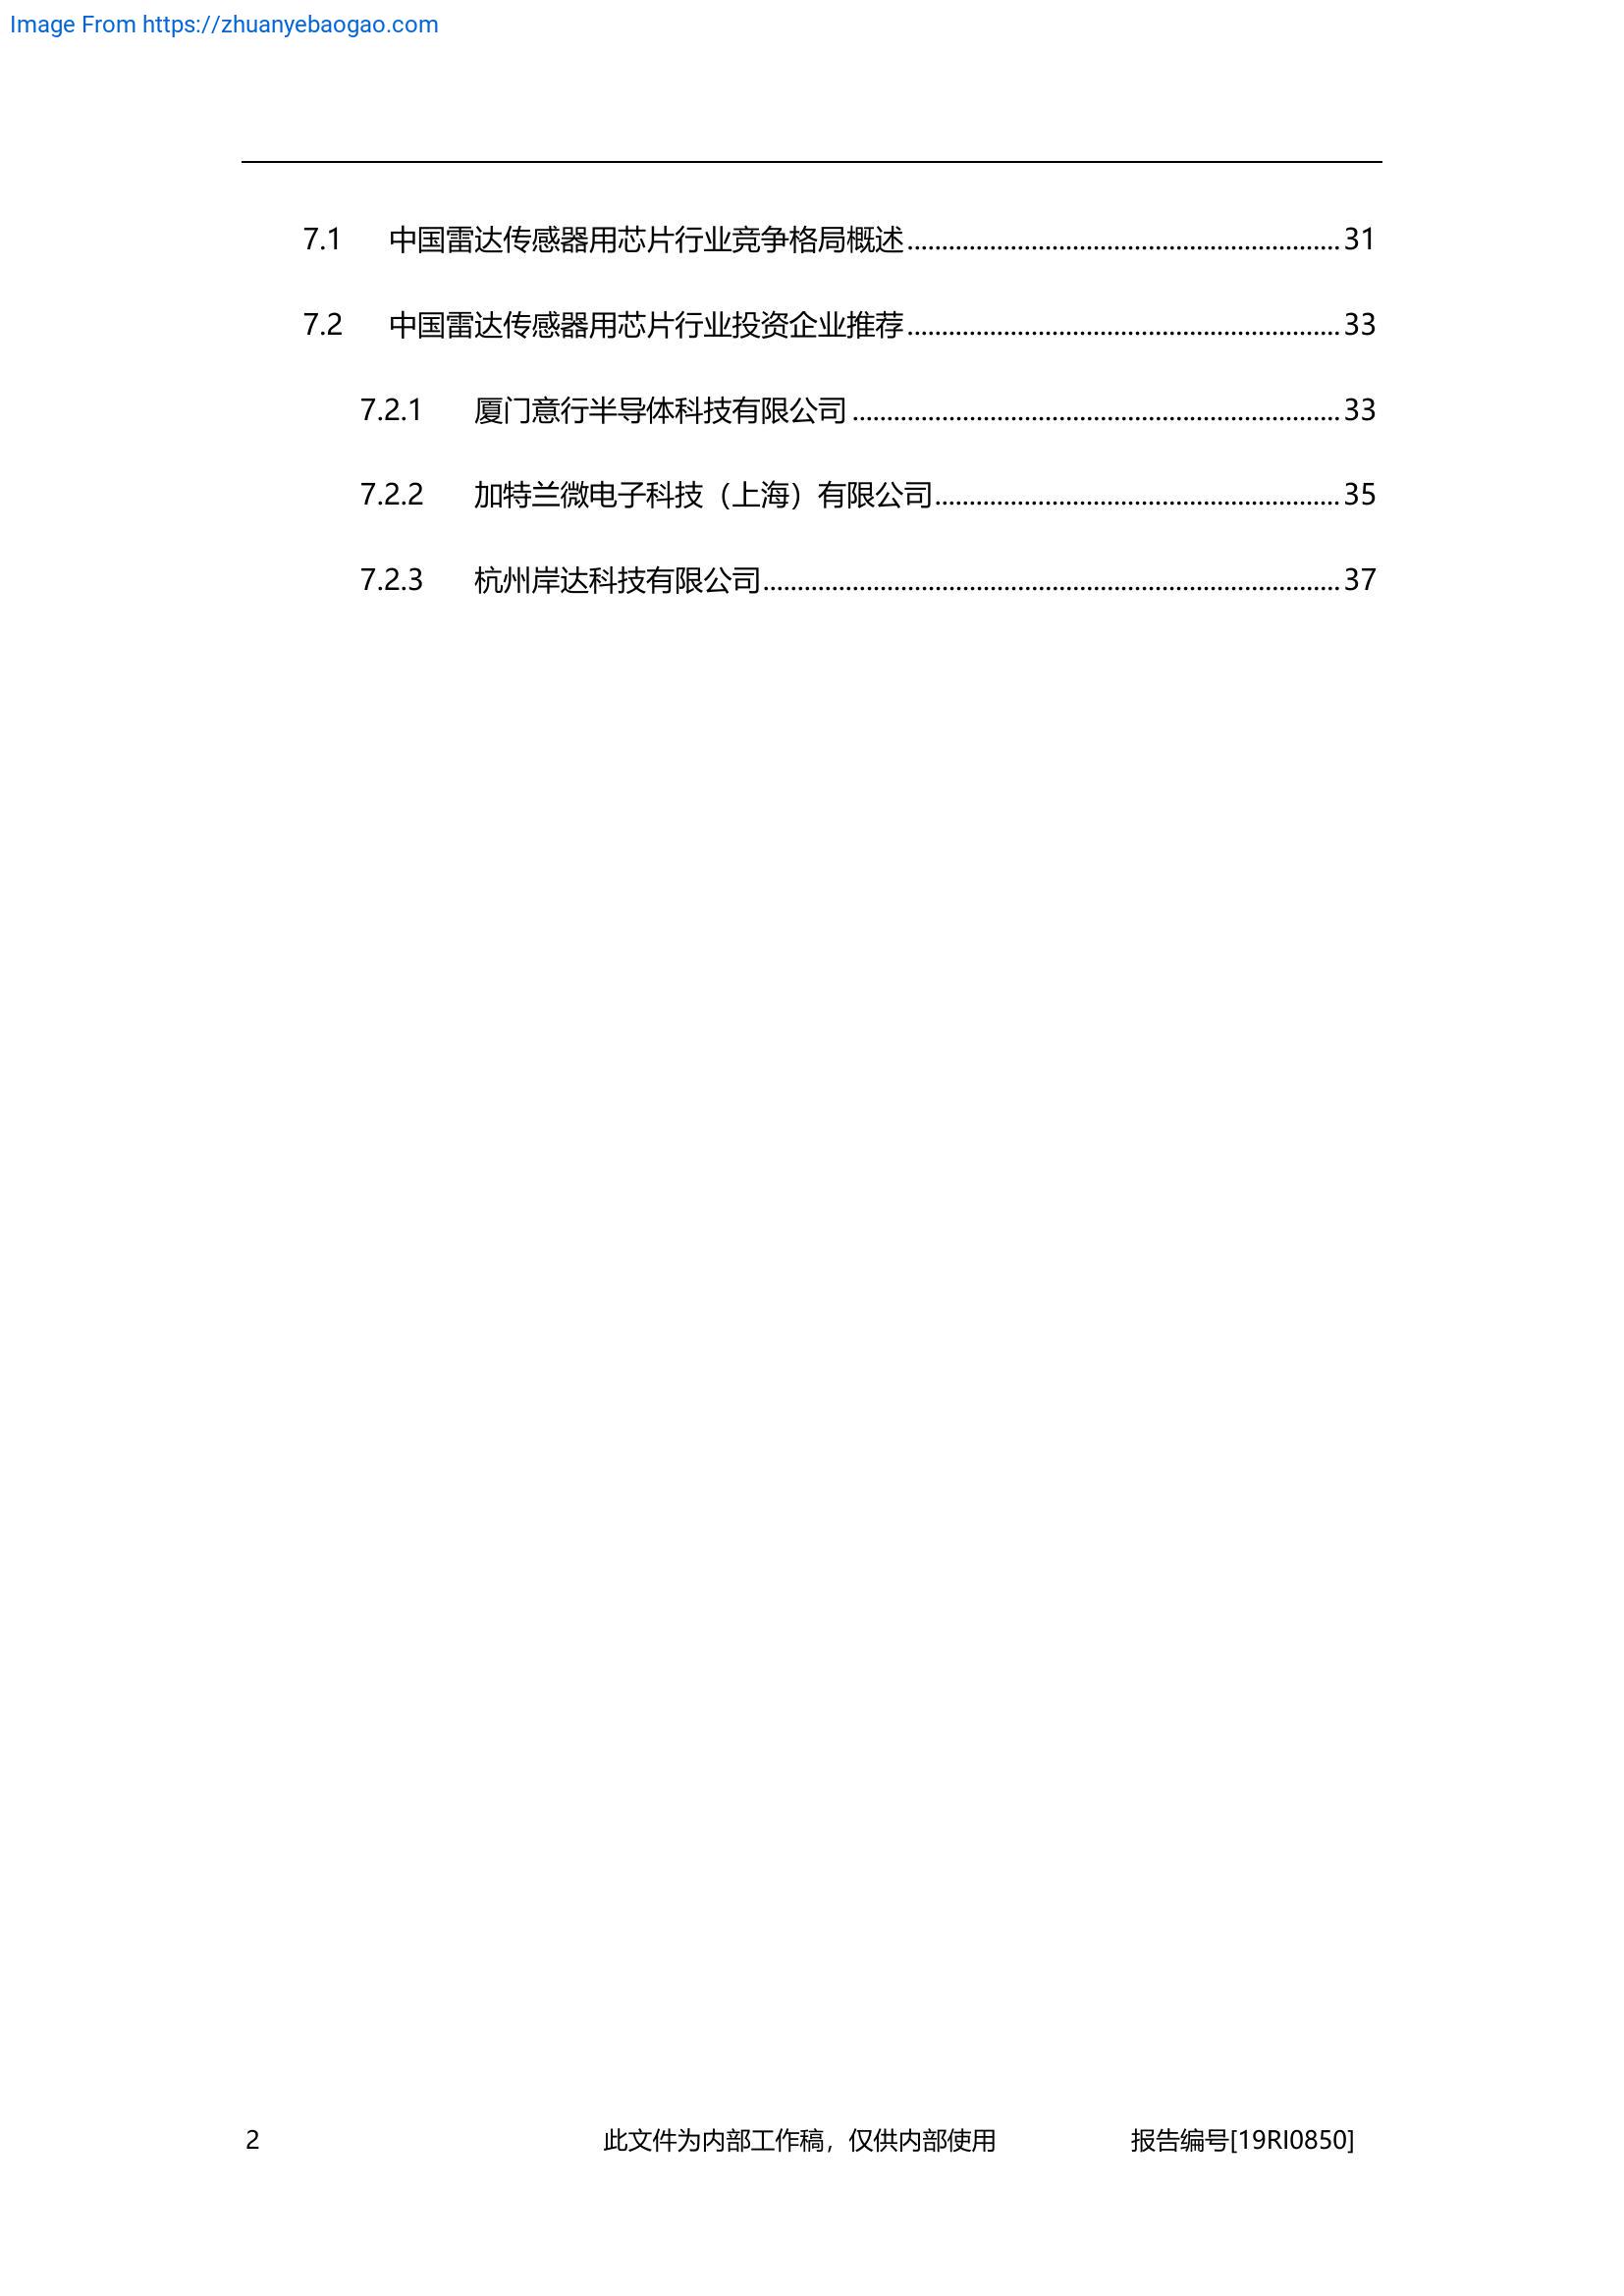 Image From https://zhuanyebaogao.com
7.1 中国雷达传感器用芯片行业竞争格局概述................................................................31
7.2 中国雷达传感器用芯片行业投资企业推荐................................................................33
7.2.1 厦门意行半导体科技有限公司........................................................................33
7.2.2 加特兰微电子科技（上海）有限公司............................................................35
7.2.3 杭州岸达科技有限公司.....................................................................................37
2 此文件为内部工作稿，仅供内部使用 报告编号[19RI0850]